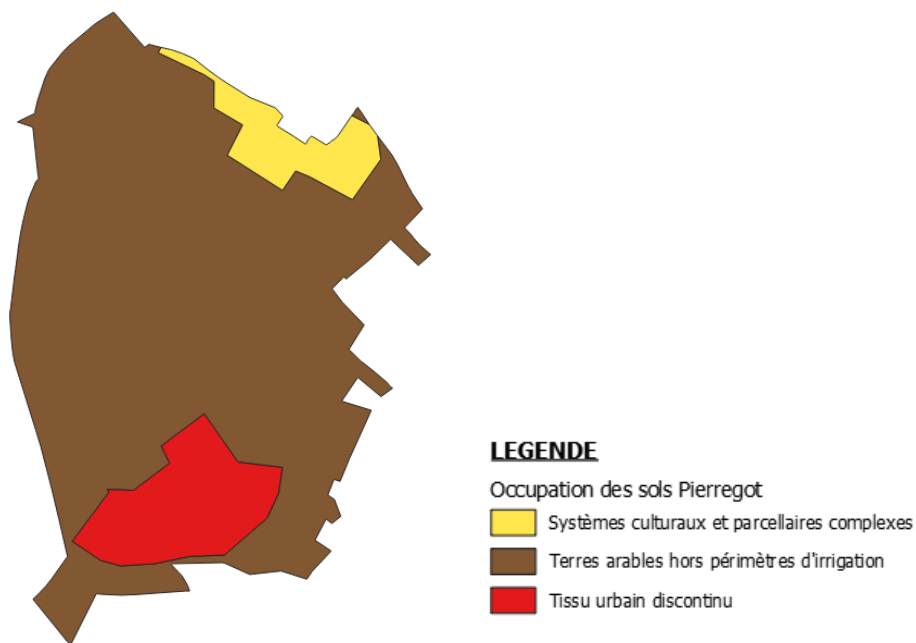 LEGENDE
Occupation des sols Pierregot
Systèmes culturaux et parcellaires complexes
Terres arables hors périmètres d'irrigation
Tissu urbain discontinu